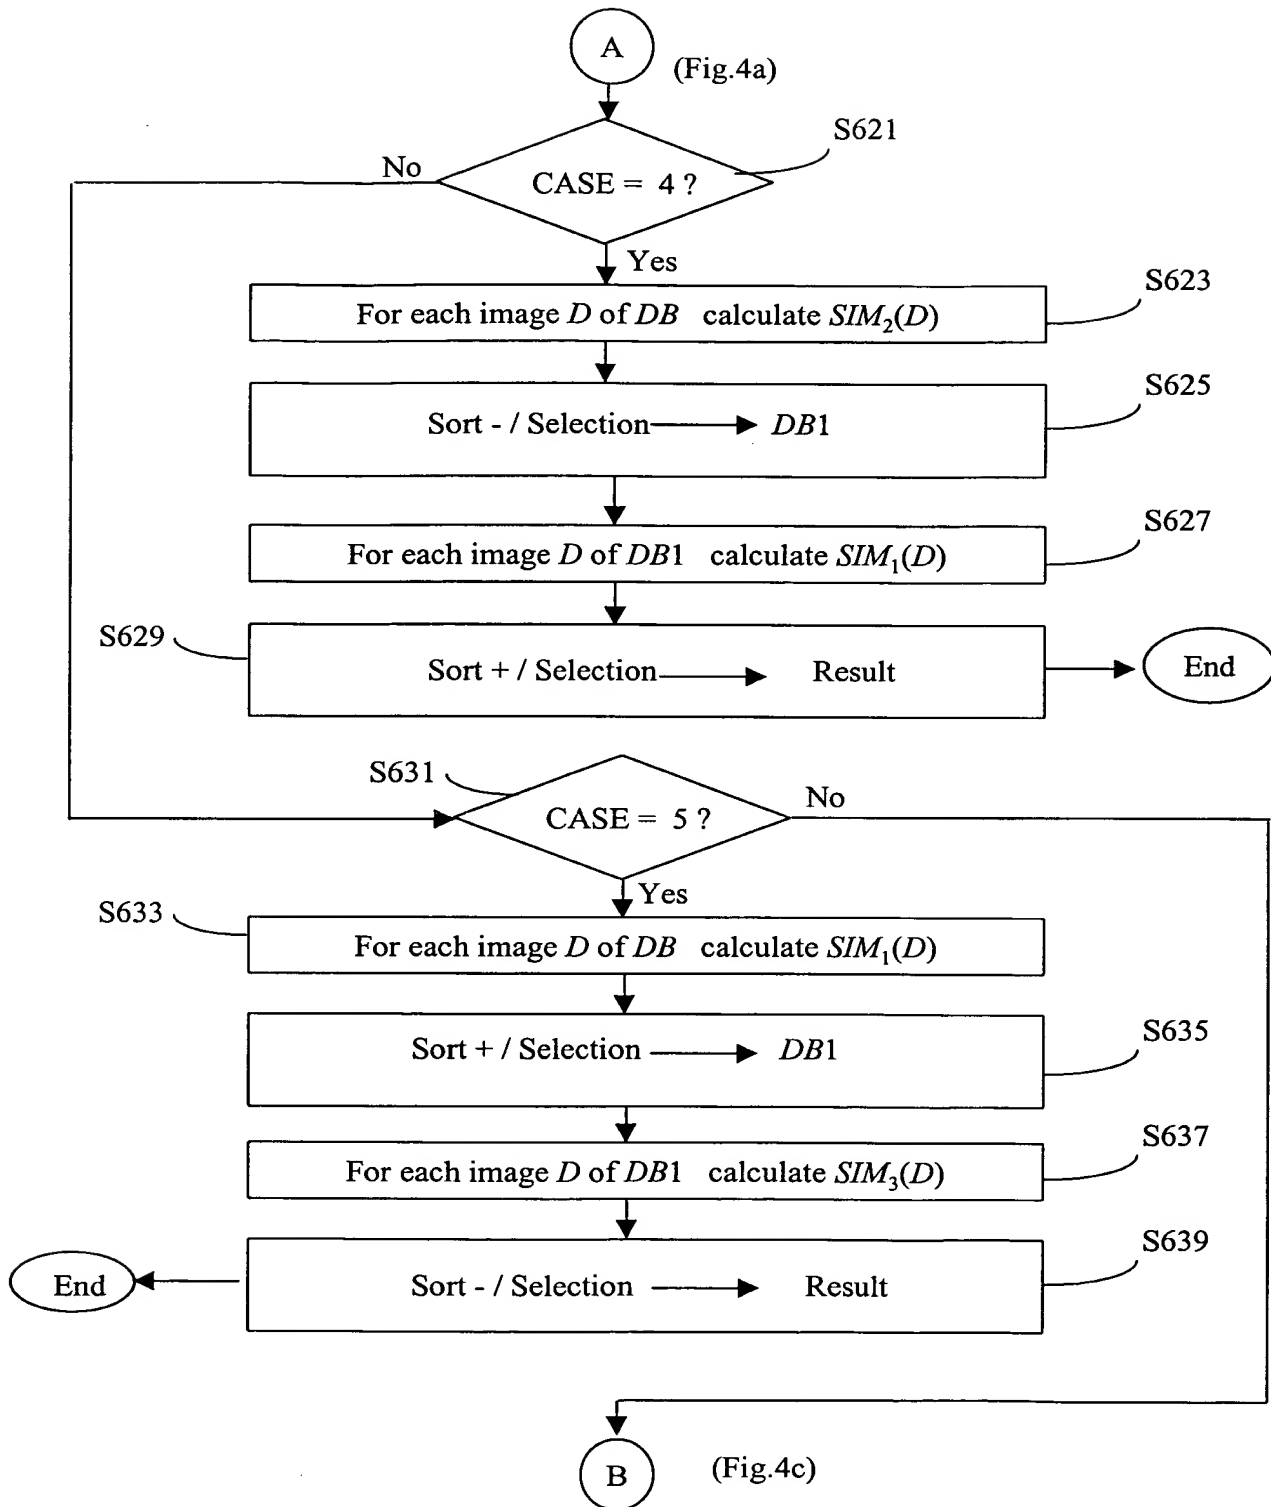 A
(Fig.4a)
S621
No
CASE = 4 ?
Yes
S623
For each image D of DB calculate SIM₂(D)
S625
Sort - / Selection DB1
S627
For each image D of DB1 calculate SIM₁(D)
S629
Sort + / Selection Result
End
S631
No
CASE = 5 ?
Yes
S633
For each image D of DB calculate SIM₁(D)
S635
Sort + / Selection DB1
S637
For each image D of DB1 calculate SIM₃(D)
S639
End
Sort - / Selection Result
B
(Fig.4c)